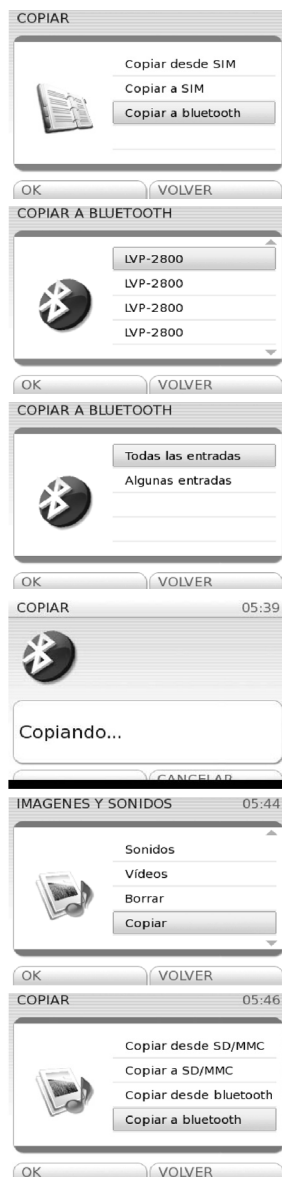 COPIAR
Copiar desde SIM
Copiar a SIM
Copiar a bluetooth
OK VOLVER
COPIAR A BLUETOOTH
LVP-2800
LVP-2800
LVP-2800
LVP-2800
OK VOLVER
COPIAR A BLUETOOTH
Todas las entradas
Algunas entradas
OK VOLVER
COPIAR 05:39
Copiando...
CANCELAR
IMAGENES Y SONIDOS 05:44
Sonidos
Vídeos
Borrar
Copiar
OK VOLVER
COPIAR 05:46
Copiar desde SD/MMC
Copiar a SD/MMC
Copiar desde bluetooth
Copiar a bluetooth
OK VOLVER